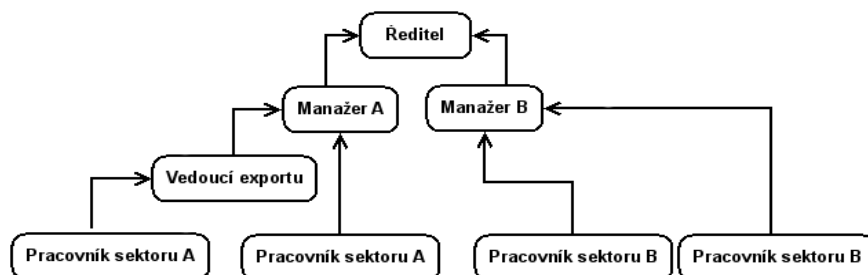 Ředitel
Manažer A
Manažer B
Vedoucí exportu
Pracovník sektoru A
Pracovník sektoru A
Pracovník sektoru B
Pracovník sektoru B